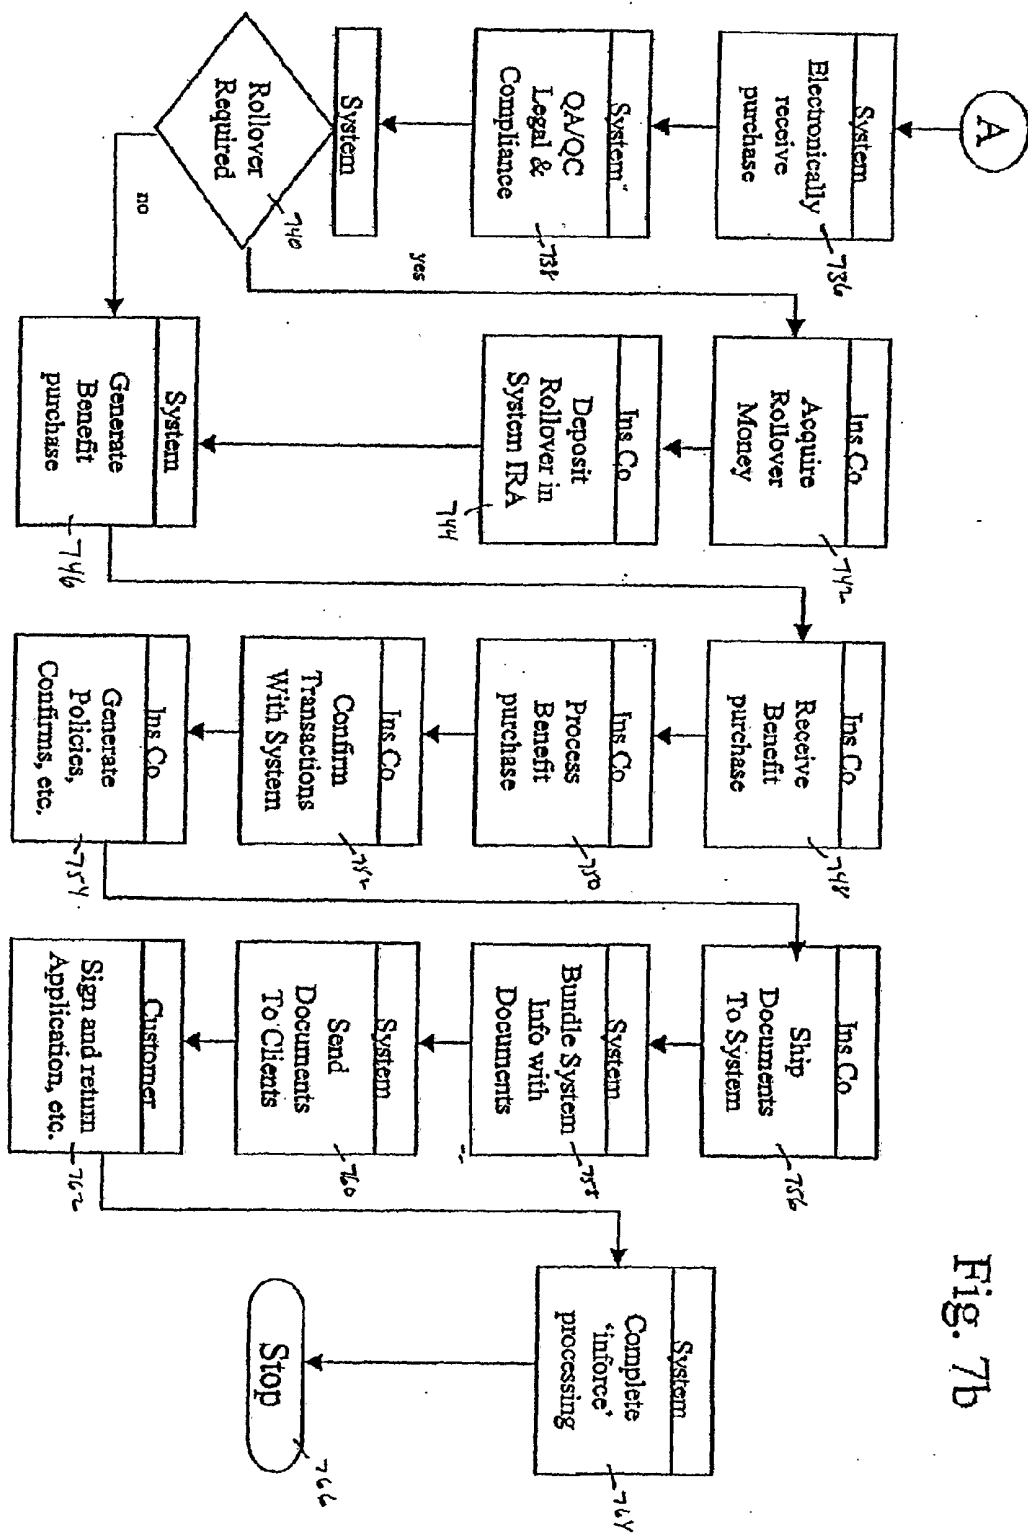 Fig. 7b
A
System
Electronically
receive
purchase
736
System
QA/QC
Legal &
Compliance
738
System
Rollover
Required
740
yes
no
Ins Co
Acquire
Rollover
Money
742
Ins Co
Deposit
Rollover in
System IRA
744
System
Generate
Benefit
purchase
746
Ins Co
Receive
Benefit
purchase
748
Ins Co
Process
Benefit
purchase
750
Ins Co
Confirm
Transactions
With System
752
Ins Co
Generate
Policies,
Confirms, etc.
754
Ins Co
Ship
Documents
To System
756
System
Bundle System
Info with
Documents
758
System
Send
Documents
To Clients
760
Customer
Sign and return
Application, etc.
762
System
Complete
'inforce'
processing
764
Stop
766